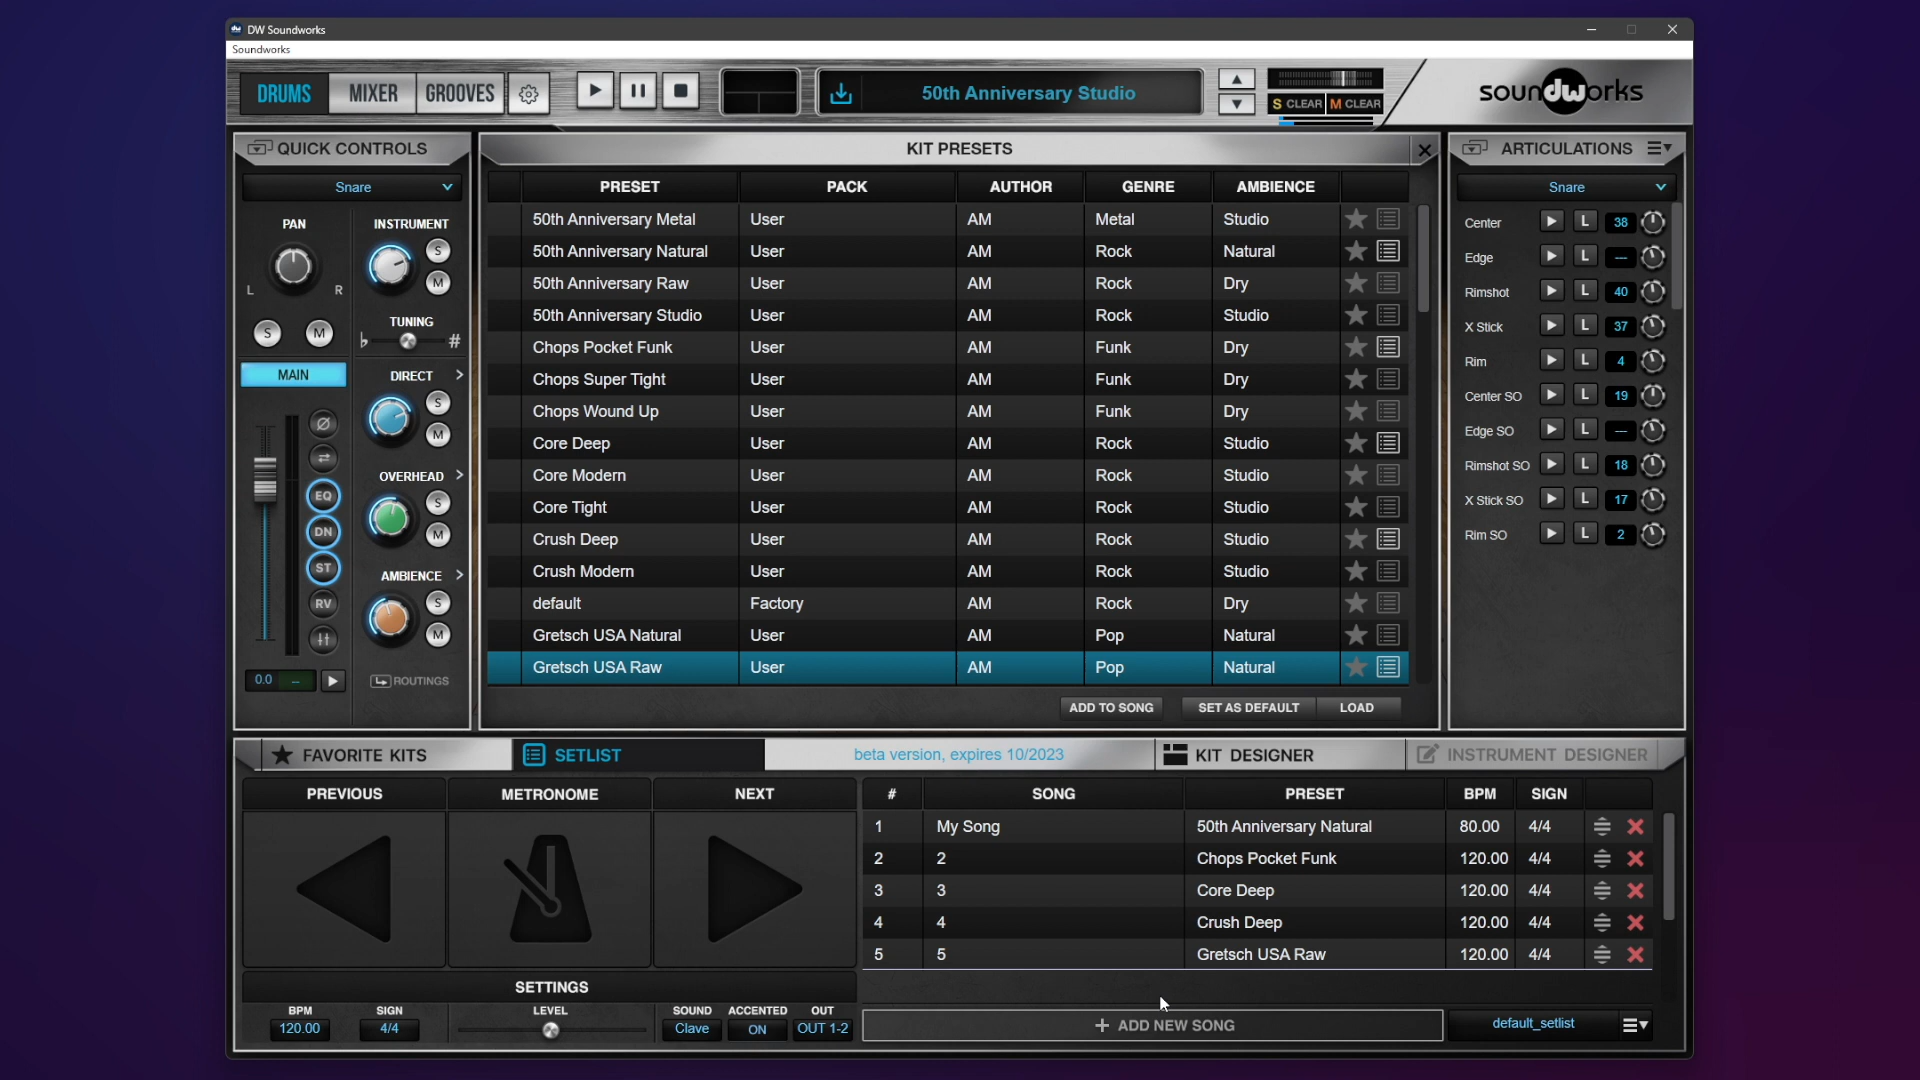 DW Soundworks
Soundworks
DRUMS MIXER GROOVES
50th Anniversary Studio
S CLEAR M CLEAR
soundworks
QUICK CONTROLS
Snare
PAN INSTRUMENT
S
M
L R
TUNING
S M
♭ #
MAIN DIRECT >
S
M
OVERHEAD >
EQ S
DN M
ST
AMBIENCE >
RV S
M
0.0 -- ROUTINGS
KIT PRESETS
PRESET PACK AUTHOR GENRE AMBIENCE
50th Anniversary Metal User AM Metal Studio
50th Anniversary Natural User AM Rock Natural
50th Anniversary Raw User AM Rock Dry
50th Anniversary Studio User AM Rock Studio
Chops Pocket Funk User AM Funk Dry
Chops Super Tight User AM Funk Dry
Chops Wound Up User AM Funk Dry
Core Deep User AM Rock Studio
Core Modern User AM Rock Studio
Core Tight User AM Rock Studio
Crush Deep User AM Rock Studio
Crush Modern User AM Rock Studio
default Factory AM Rock Dry
Gretsch USA Natural User AM Pop Natural
Gretsch USA Raw User AM Pop Natural
ADD TO SONG SET AS DEFAULT LOAD
ARTICULATIONS
Snare
Center L 38
Edge L ---
Rimshot L 40
X Stick L 37
Rim L 4
Center SO L 19
Edge SO L ---
Rimshot SO L 18
X Stick SO L 17
Rim SO L 2
FAVORITE KITS SETLIST beta version, expires 10/2023 KIT DESIGNER INSTRUMENT DESIGNER
PREVIOUS METRONOME NEXT
SETTINGS
BPM SIGN LEVEL SOUND ACCENTED OUT
120.00 4/4 Clave ON OUT 1-2
# SONG PRESET BPM SIGN
1 My Song 50th Anniversary Natural 80.00 4/4
2 2 Chops Pocket Funk 120.00 4/4
3 3 Core Deep 120.00 4/4
4 4 Crush Deep 120.00 4/4
5 5 Gretsch USA Raw 120.00 4/4
+ ADD NEW SONG default_setlist